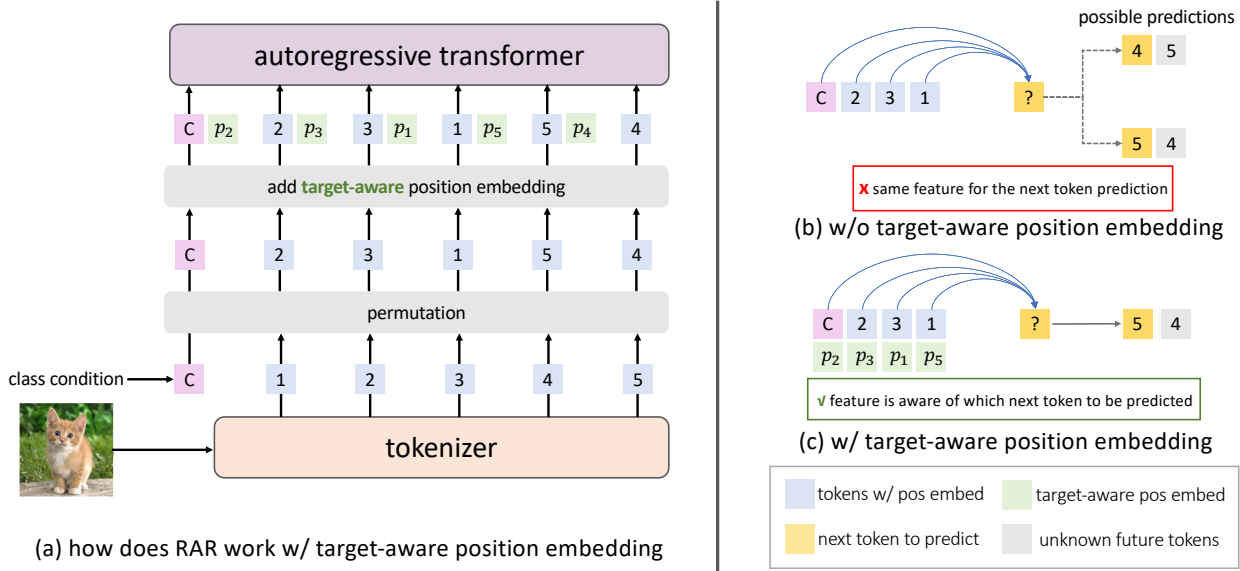 autoregressive transformer
C p₂ 2 p₃ 3 p₁ 1 p₅ 5 p₄ 4
add target-aware position embedding
C 2 3 1 5 4
permutation
class condition C 1 2 3 4 5
tokenizer
(a) how does RAR work w/ target-aware position embedding
possible predictions
4 5
C 2 3 1 ?
5 4
x same feature for the next token prediction
(b) w/o target-aware position embedding
C 2 3 1 ? 5 4
p₂ p₃ p₁ p₅
√ feature is aware of which next token to be predicted
(c) w/ target-aware position embedding
tokens w/ pos embed
target-aware pos embed
next token to predict
unknown future tokens